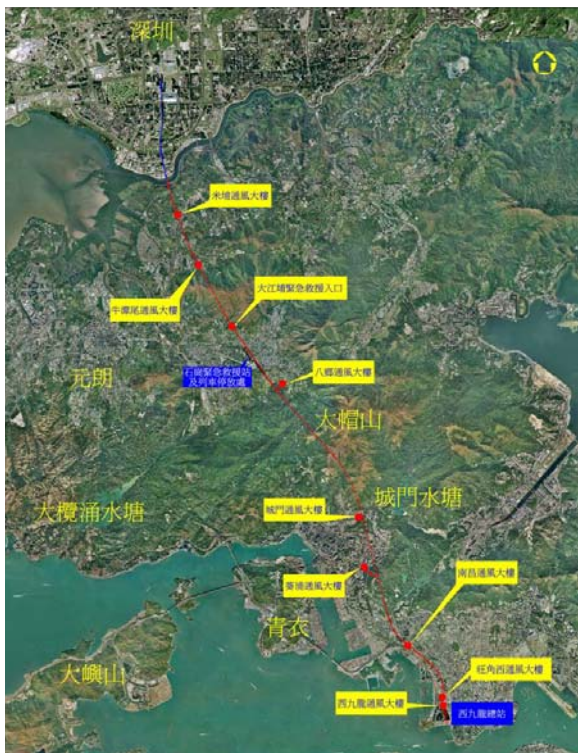 深圳
米埔通風大樓
牛潭尾通風大樓
大江埔緊急救援入口
石崗緊急救援站
及列車停放處
元朗
八鄉通風大樓
大帽山
城門水塘
大欖涌水塘
城門通風大樓
葵涌通風大樓
南昌通風大樓
青衣
大嶼山
旺角西通風大樓
西九龍通風大樓
西九龍總站